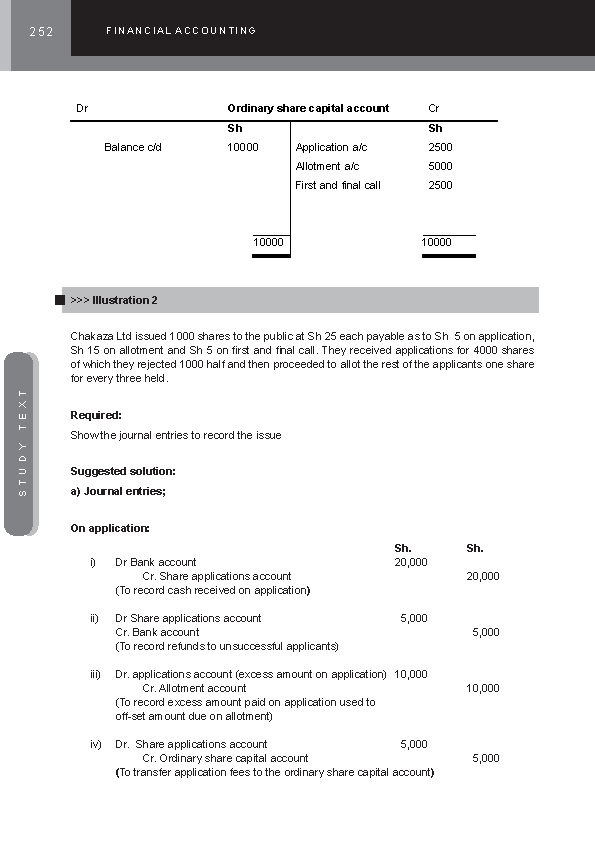 252
FINANCIAL ACCOUNTING
Dr Ordinary share capital account Cr
Sh Sh
Balance c/d 10000 Application a/c 2500
Allotment a/c 5000
First and final call 2500
10000 10000
>>> Illustration 2
Chakaza Ltd issued 1000 shares to the public at Sh 25 each payable as to Sh 5 on application,
Sh 15 on allotment and Sh 5 on first and final call. They received applications for 4000 shares
of which they rejected 1000 half and then proceeded to allot the rest of the applicants one share
for every three held.
Required:
Show the journal entries to record the issue
Suggested solution:
a) Journal entries;
On application:
Sh. Sh.
i) Dr Bank account 20,000
Cr. Share applications account 20,000
(To record cash received on application)
ii) Dr Share applications account 5,000
Cr. Bank account 5,000
(To record refunds to unsuccessful applicants)
iii) Dr. applications account (excess amount on application) 10,000
Cr. Allotment account 10,000
(To record excess amount paid on application used to
off-set amount due on allotment)
iv) Dr. Share applications account 5,000
Cr. Ordinary share capital account 5,000
(To transfer application fees to the ordinary share capital account)
STUDY TEXT